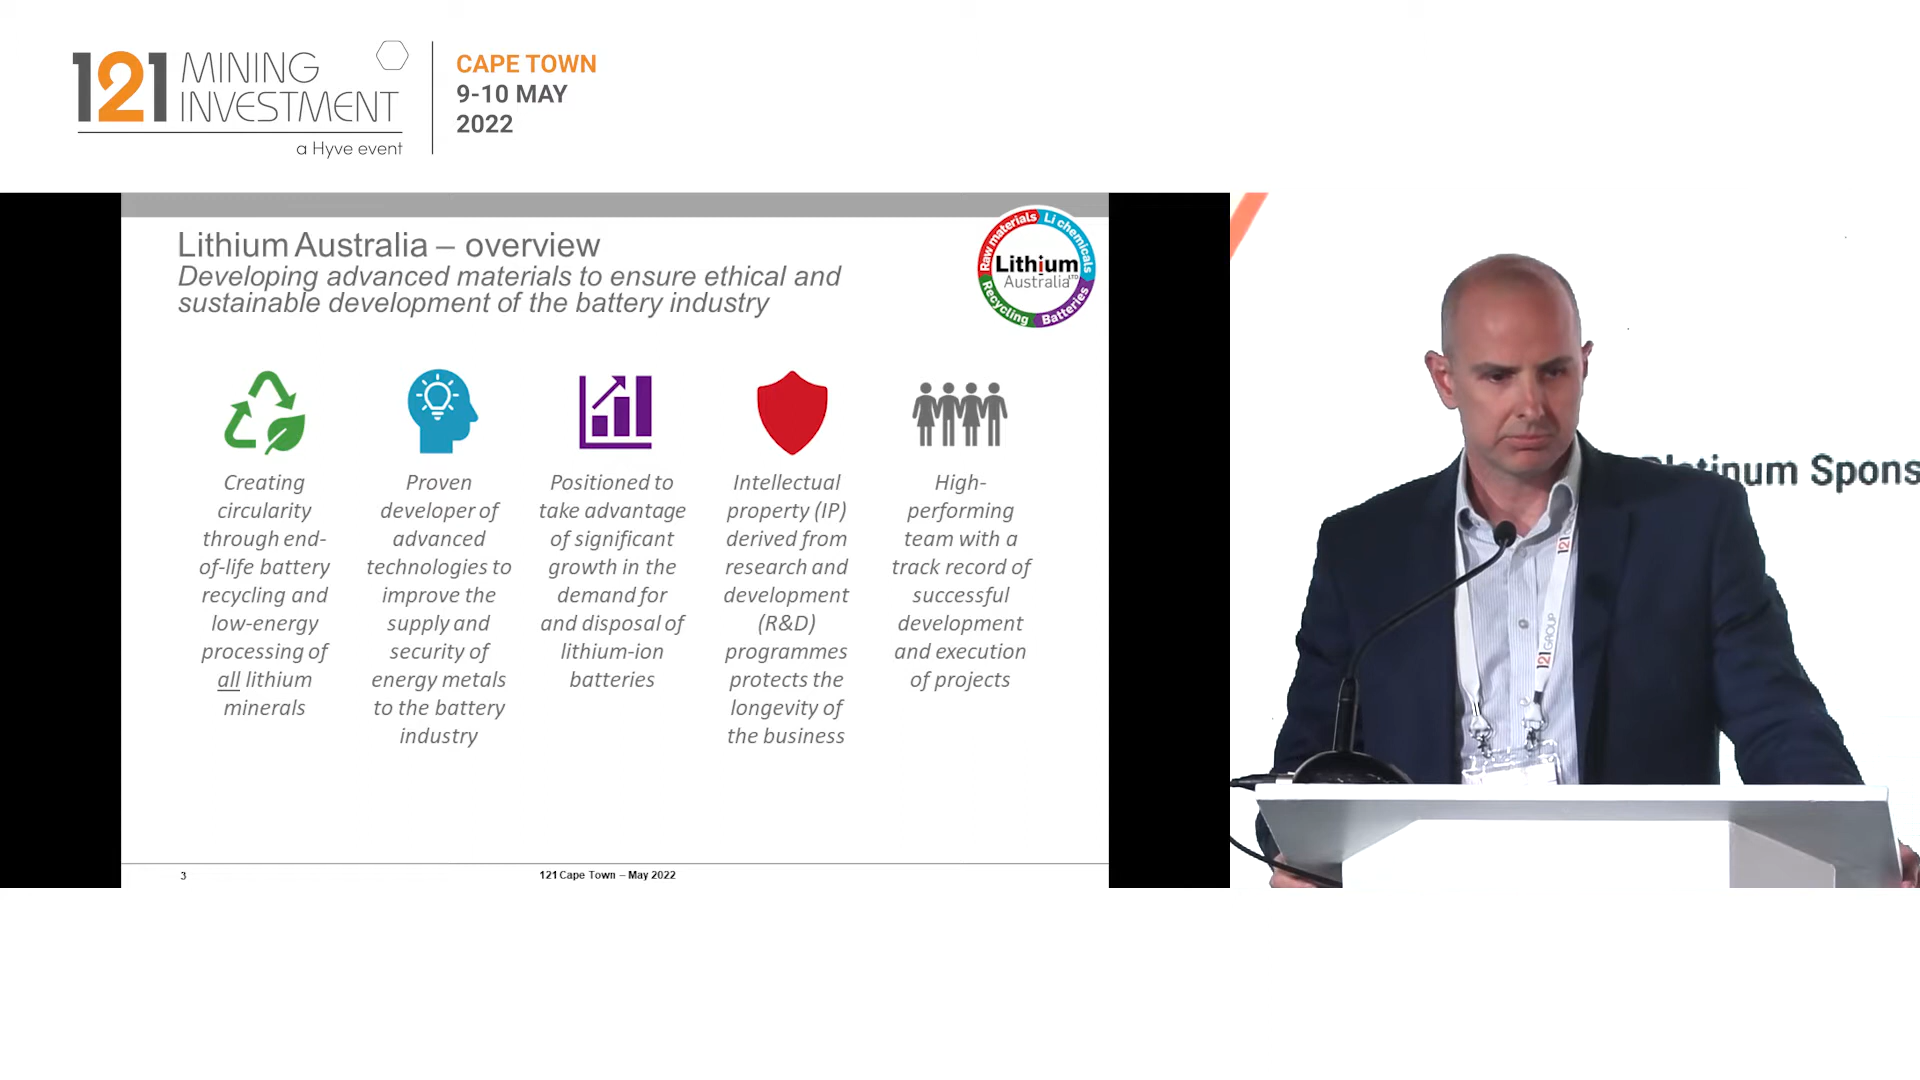 121 MINING
INVESTMENT
a Hyve event
CAPE TOWN
9-10 MAY
2022
Lithium Australia – overview
Developing advanced materials to ensure ethical and
sustainable development of the battery industry
Raw materials
Li chemicals
Lithium
Australia LTD
Recycling
Batteries
Creating
circularity
through end-
of-life battery
recycling and
low-energy
processing of
all lithium
minerals
Proven
developer of
advanced
technologies to
improve the
supply and
security of
energy metals
to the battery
industry
Positioned to
take advantage
of significant
growth in the
demand for
and disposal of
lithium-ion
batteries
Intellectual
property (IP)
derived from
research and
development
(R&D)
programmes
protects the
longevity of
the business
High-
performing
team with a
track record of
successful
development
and execution
of projects
3
121 Cape Town – May 2022
Platinum Spons
121
121 GROUP